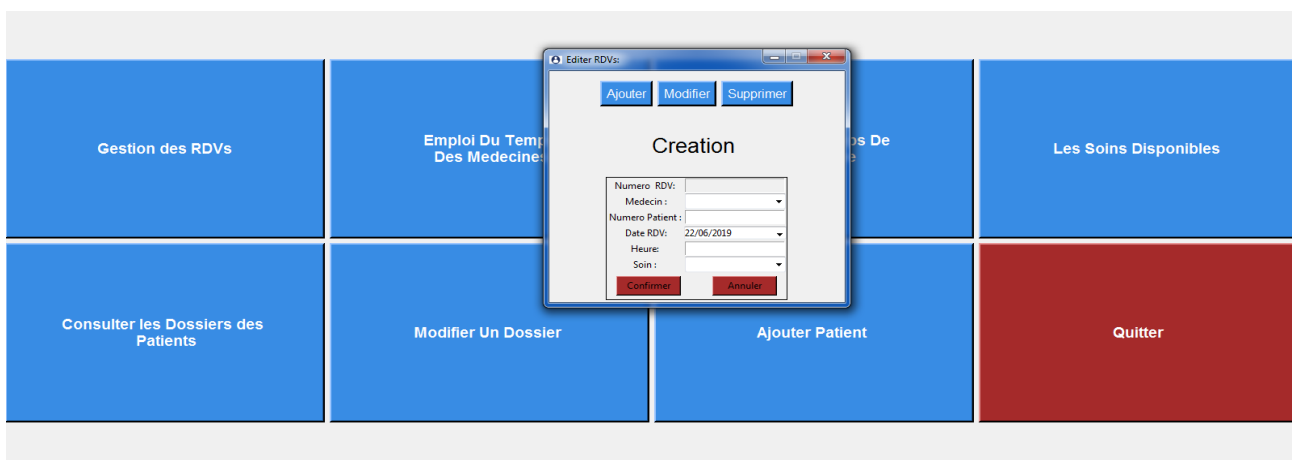 Editer RDVs:
Ajouter Modifier Supprimer
Creation
Numero RDV:
Medecin :
Numero Patient :
Date RDV: 22/06/2019
Heure:
Soin :
Confirmer Annuler
Gestion des RDVs
Emploi Du Temp
Des Medecines
ps De
e
Les Soins Disponibles
Consulter les Dossiers des
Patients
Modifier Un Dossier
Ajouter Patient
Quitter